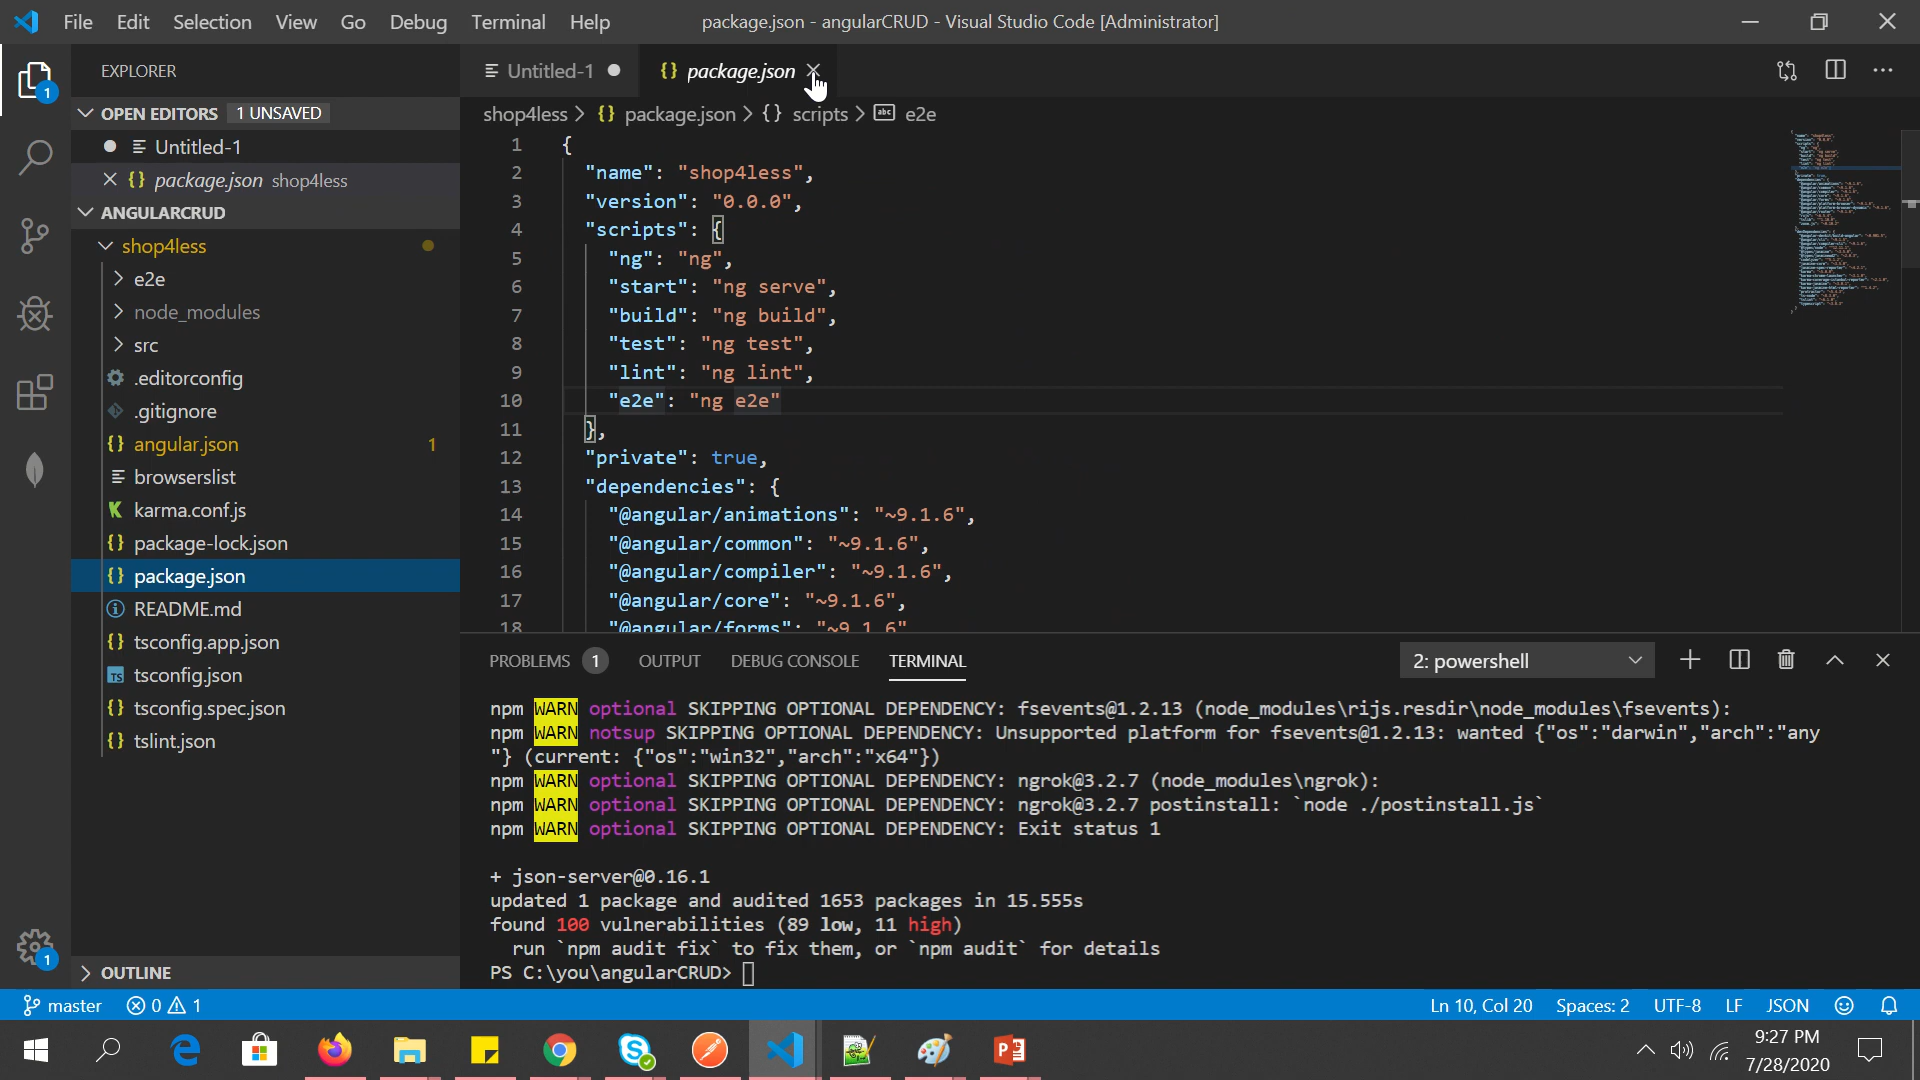 File Edit Selection View Go Debug Terminal Help
package.json - angularCRUD - Visual Studio Code [Administrator]
EXPLORER
OPEN EDITORS 1 UNSAVED
Untitled-1
package.json shop4less
ANGULARCRUD
shop4less
e2e
node_modules
src
.editorconfig
.gitignore
angular.json 1
browserslist
karma.conf.js
package-lock.json
package.json
README.md
tsconfig.app.json
tsconfig.json
tsconfig.spec.json
tslint.json
OUTLINE
1
1
Untitled-1
{} package.json
shop4less > {} package.json > {} scripts > abc e2e
1 {
2 "name": "shop4less",
3 "version": "0.0.0",
4 "scripts": {
5 "ng": "ng",
6 "start": "ng serve",
7 "build": "ng build",
8 "test": "ng test",
9 "lint": "ng lint",
10 "e2e": "ng e2e"
11 },
12 "private": true,
13 "dependencies": {
14 "@angular/animations": "~9.1.6",
15 "@angular/common": "~9.1.6",
16 "@angular/compiler": "~9.1.6",
17 "@angular/core": "~9.1.6",
18 "@angular/forms": "~9.1.6"
PROBLEMS 1 OUTPUT DEBUG CONSOLE TERMINAL
2: powershell
npm WARN optional SKIPPING OPTIONAL DEPENDENCY: fsevents@1.2.13 (node_modules\rijs.resdir\node_modules\fsevents):
npm WARN notsup SKIPPING OPTIONAL DEPENDENCY: Unsupported platform for fsevents@1.2.13: wanted {"os":"darwin","arch":"any
"} (current: {"os":"win32","arch":"x64"})
npm WARN optional SKIPPING OPTIONAL DEPENDENCY: ngrok@3.2.7 (node_modules\ngrok):
npm WARN optional SKIPPING OPTIONAL DEPENDENCY: ngrok@3.2.7 postinstall: `node ./postinstall.js`
npm WARN optional SKIPPING OPTIONAL DEPENDENCY: Exit status 1
+ json-server@0.16.1
updated 1 package and audited 1653 packages in 15.555s
found 100 vulnerabilities (89 low, 11 high)
run `npm audit fix` to fix them, or `npm audit` for details
PS C:\you\angularCRUD>
master 0 1
Ln 10, Col 20 Spaces: 2 UTF-8 LF JSON
9:27 PM
7/28/2020